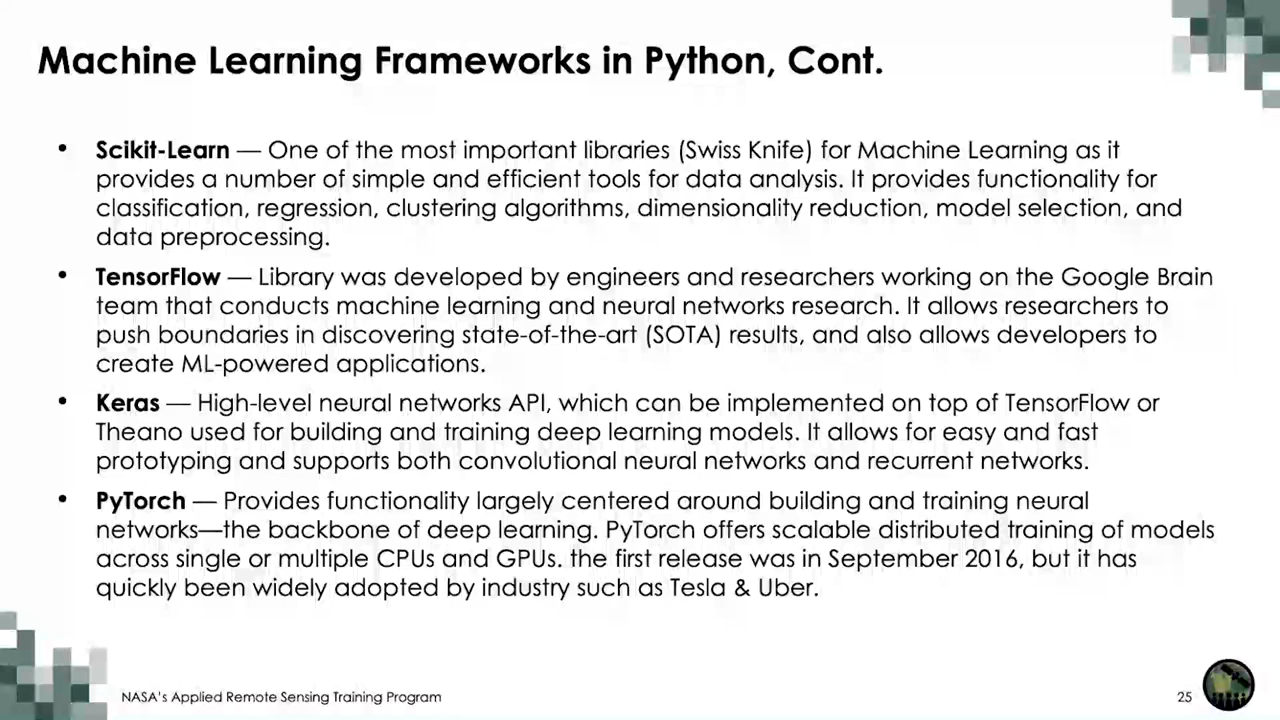 Machine Learning Frameworks in Python, Cont.
• Scikit-Learn — One of the most important libraries (Swiss Knife) for Machine Learning as it
provides a number of simple and efficient tools for data analysis. It provides functionality for
classification, regression, clustering algorithms, dimensionality reduction, model selection, and
data preprocessing.
• TensorFlow — Library was developed by engineers and researchers working on the Google Brain
team that conducts machine learning and neural networks research. It allows researchers to
push boundaries in discovering state-of-the-art (SOTA) results, and also allows developers to
create ML-powered applications.
• Keras — High-level neural networks API, which can be implemented on top of TensorFlow or
Theano used for building and training deep learning models. It allows for easy and fast
prototyping and supports both convolutional neural networks and recurrent networks.
• PyTorch — Provides functionality largely centered around building and training neural
networks—the backbone of deep learning. PyTorch offers scalable distributed training of models
across single or multiple CPUs and GPUs. the first release was in September 2016, but it has
quickly been widely adopted by industry such as Tesla & Uber.
NASA's Applied Remote Sensing Training Program
25